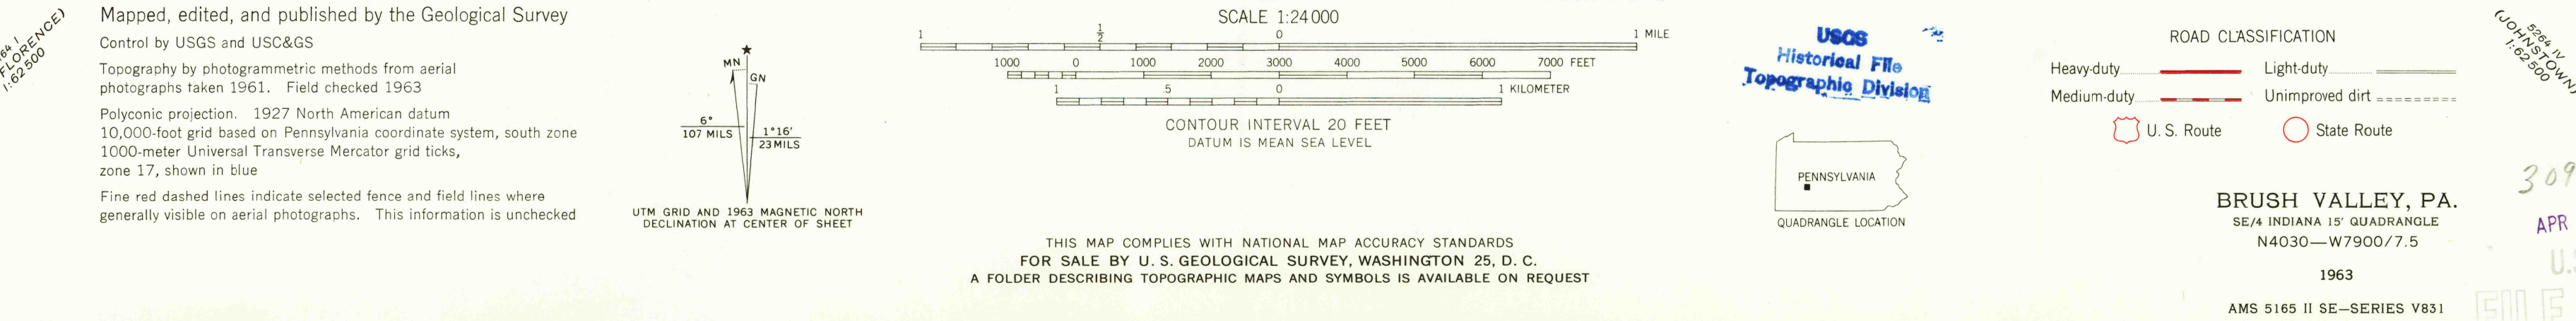 64 I
FLORENCE)
1:62 500
Mapped, edited, and published by the Geological Survey
Control by USGS and USC&GS
Topography by photogrammetric methods from aerial
photographs taken 1961. Field checked 1963
Polyconic projection. 1927 North American datum
10,000-foot grid based on Pennsylvania coordinate system, south zone
1000-meter Universal Transverse Mercator grid ticks,
zone 17, shown in blue
Fine red dashed lines indicate selected fence and field lines where
generally visible on aerial photographs. This information is unchecked
MN
GN
6°
107 MILS
1°16'
23 MILS
UTM GRID AND 1963 MAGNETIC NORTH
DECLINATION AT CENTER OF SHEET
SCALE 1:24 000
1 1/2 0 1 MILE
1000 0 1000 2000 3000 4000 5000 6000 7000 FEET
1 .5 0 1 KILOMETER
CONTOUR INTERVAL 20 FEET
DATUM IS MEAN SEA LEVEL
THIS MAP COMPLIES WITH NATIONAL MAP ACCURACY STANDARDS
FOR SALE BY U. S. GEOLOGICAL SURVEY, WASHINGTON 25, D. C.
A FOLDER DESCRIBING TOPOGRAPHIC MAPS AND SYMBOLS IS AVAILABLE ON REQUEST
USGS
Historical File
Topographic Division
PENNSYLVANIA
QUADRANGLE LOCATION
ROAD CLASSIFICATION
Heavy-duty Light-duty
Medium-duty Unimproved dirt
U. S. Route State Route
BRUSH VALLEY, PA.
SE/4 INDIANA 15' QUADRANGLE
N4030—W7900/7.5
1963
AMS 5165 II SE—SERIES V831
5264 IV
(JOHNSTOWN)
1:62 500
309
APR
U.S